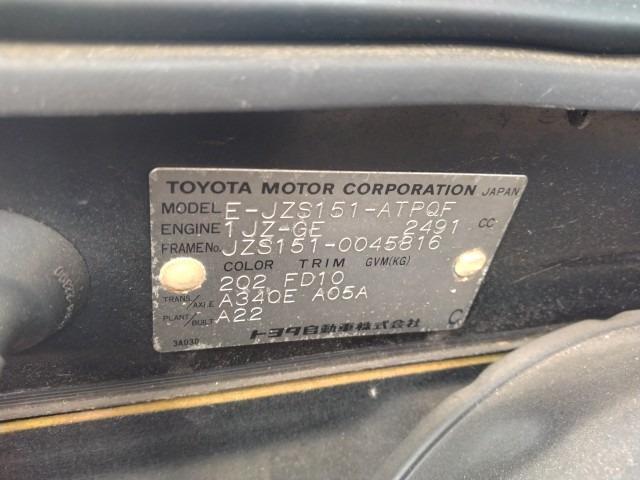 TOYOTA MOTOR CORPORATION JAPAN
MODEL E-JZS151-ATPQF
ENGINE 1JZ-GE 2491 CC
FRAME No. JZS151-0045816
COLOR TRIM GVM(KG)
202 FD10
TRANS/AXLE A340E A05A
PLANT/BUILT A22
トヨタ自動車株式会社 C
3A030